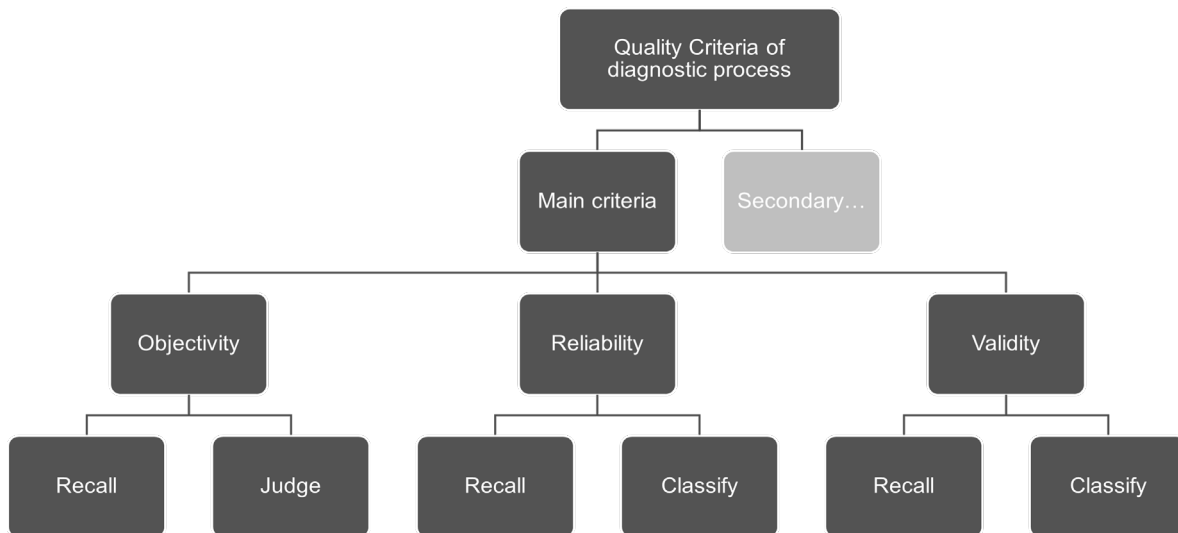 Quality Criteria of
diagnostic process
Main criteria
Secondary…
Objectivity
Reliability
Validity
Recall
Judge
Recall
Classify
Recall
Classify